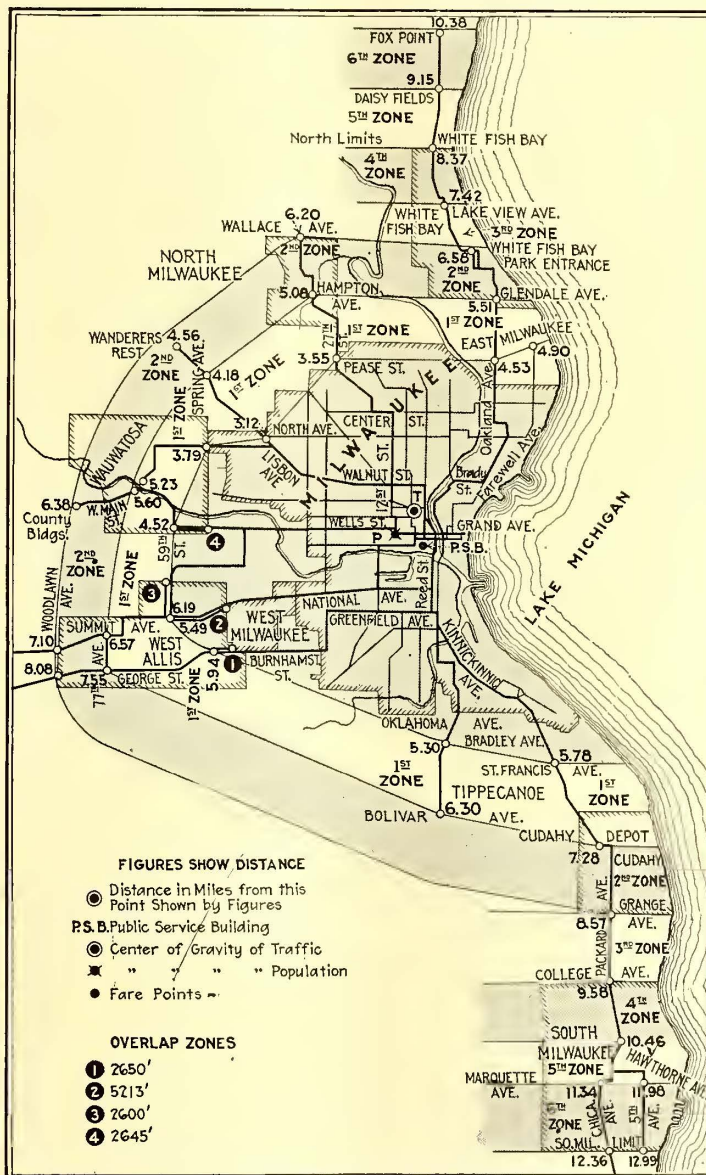 10.38
FOX POINT
6TH ZONE
9.15
DAISY FIELDS
5TH ZONE
North Limits
WHITE FISH BAY
8.37
4TH ZONE
7.42
WHITE FISH BAY
LAKE VIEW AVE.
3RD ZONE
6.20
WALLACE AVE.
2ND ZONE
NORTH MILWAUKEE
6.58
WHITE FISH BAY PARK ENTRANCE
2ND ZONE
5.08
HAMPTON AVE.
5.51
GLENDALE AVE.
1ST ZONE
27TH ST.
1ST ZONE
EAST MILWAUKEE
4.90
WANDERERS REST
4.56
2ND ZONE
SPRING AVE.
4.18
1ST ZONE
3.55
PEASE ST.
4.53
Oakland Ave.
MILWAUKEE
CENTER ST.
3.12
NORTH AVE.
1ST ZONE
3.79
LISBON AVE
WALNUT ST.
12TH ST.
Brady St.
Farewell Ave.
WAUWATOSA
5.23
5.60
W. MAIN ST.
6.38
County Bldgs.
T
4.52
4
WELLS ST.
P
GRAND AVE.
P.S.B.
59TH ST.
LAKE MICHIGAN
2ND ZONE
1ST ZONE
3
WOODLAWN AVE.
Reed St.
6.19
NATIONAL AVE.
2
WEST MILWAUKEE
GREENFIELD AVE.
KINNICKINNIC AVE.
SUMMIT AVE.
5.49
7.10
6.57
WEST ALLIS
1
BURNHAM ST.
5.94
8.08
7.55
77TH AVE
GEORGE ST.
1ST ZONE
OKLAHOMA AVE.
5.30
BRADLEY AVE.
5.78
ST. FRANCIS AVE.
1ST ZONE
1ST ZONE
TIPPECANOE
BOLIVAR AVE.
6.30
CUDAHY DEPOT
7.28
CUDAHY
2ND ZONE
GRANGE AVE.
8.57
PACKARD AVE.
3RD ZONE
COLLEGE AVE.
9.58
4TH ZONE
SOUTH MILWAUKEE
10.46
HAWTHORNE AVE
5TH ZONE
MARQUETTE AVE.
11.34
11.98
6TH ZONE
CHICA. AVE.
5TH AVE.
SO. MIL. LIMIT
12.36
12.99
FIGURES SHOW DISTANCE
Distance in Miles from this
Point Shown by Figures
P.S.B. Public Service Building
Center of Gravity of Traffic
" " " " Population
Fare Points
OVERLAP ZONES
1 2650'
2 5213'
3 2600'
4 2645'